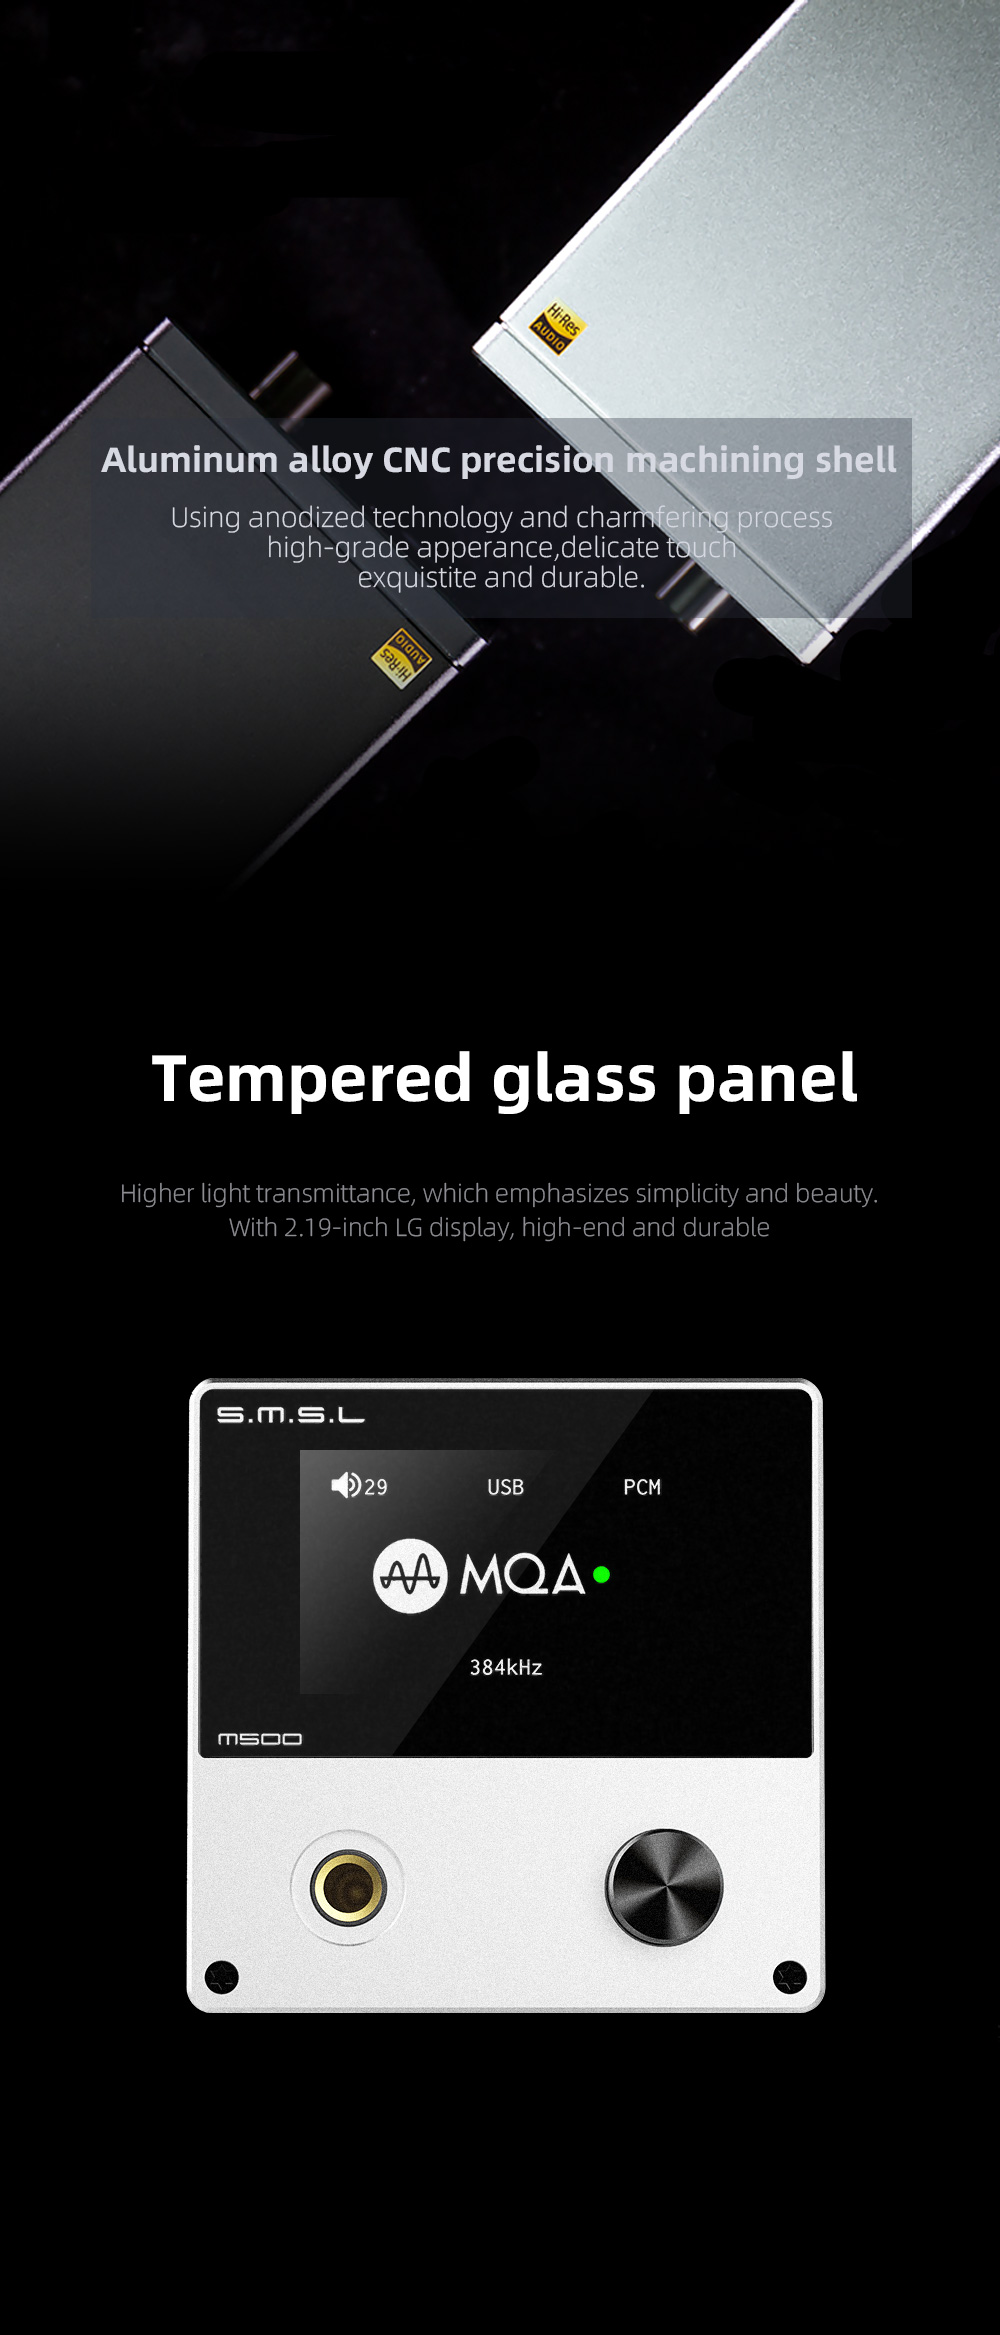 Hi-Res
AUDIO
Aluminum alloy CNC precision machining shell
Using anodized technology and charmfering process
high-grade apperance,delicate touch
exquistite and durable.
Hi-Res
AUDIO
Tempered glass panel
Higher light transmittance, which emphasizes simplicity and beauty.
With 2.19-inch LG display, high-end and durable
S.M.S.L
29 USB PCM
MQA
384kHz
M500